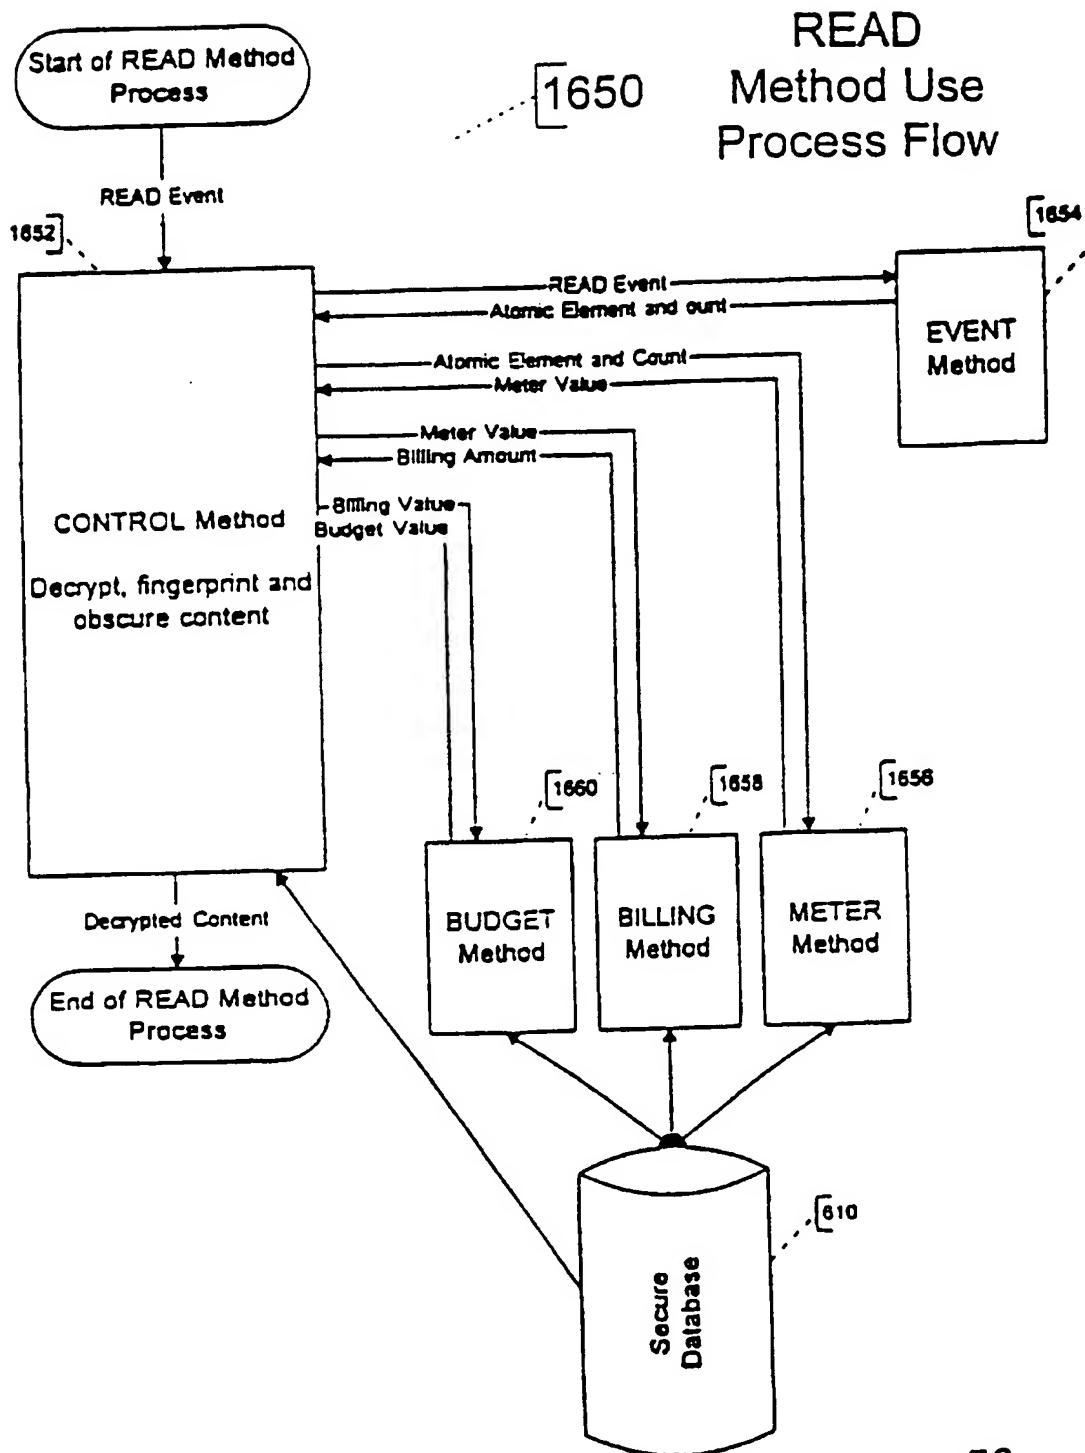 READ
Method Use
Process Flow
1650
Start of READ Method
Process
READ Event
1652
1654
READ Event
Atomic Element and ount
EVENT
Method
Atomic Element and Count
Meter Value
Meter Value
Billing Amount
Billing Value
Budget Value
CONTROL Method
Decrypt, fingerprint and
obscure content
1660
1658
1656
BUDGET
Method
BILLING
Method
METER
Method
Decrypted Content
End of READ Method
Process
610
Secure
Database